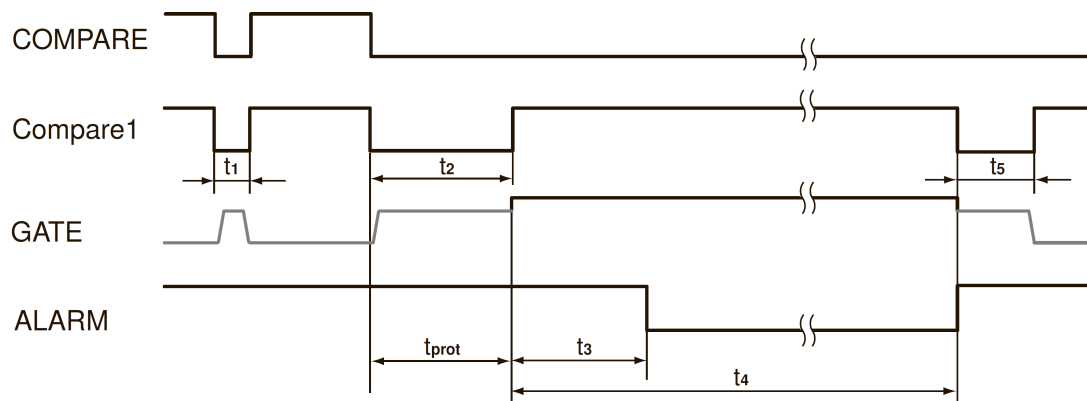 COMPARE
Compare1
t1
t2
t5
GATE
ALARM
tprot
t3
t4